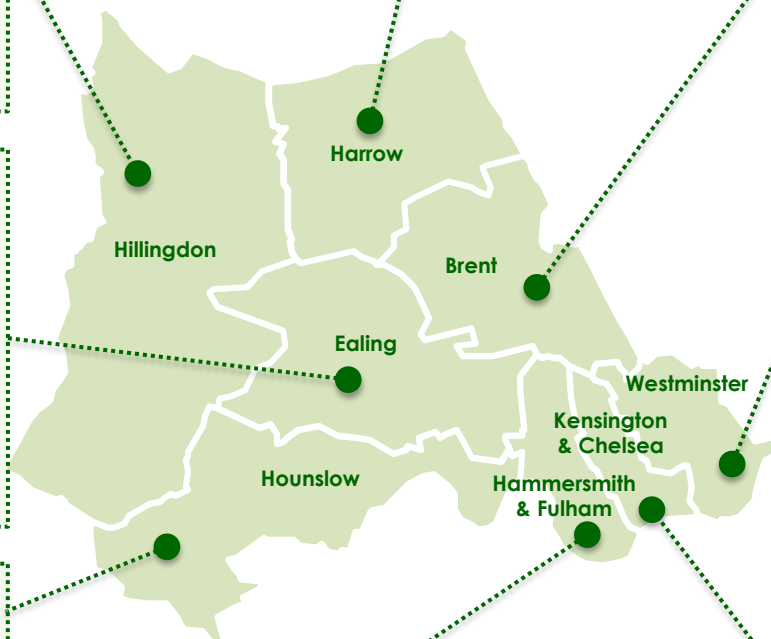 Harrow
Hillingdon
Brent
Ealing
Westminster
Kensington
& Chelsea
Hounslow
Hammersmith
& Fulham